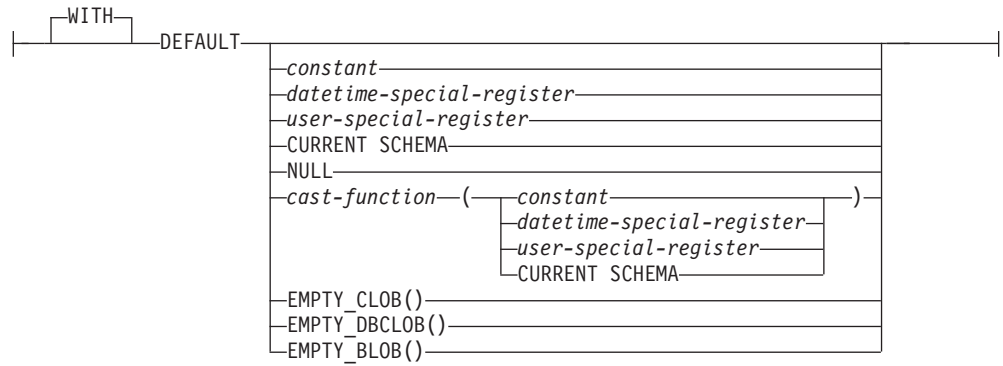 WITH
DEFAULT
constant
datetime-special-register
user-special-register
CURRENT SCHEMA
NULL
cast-function ( constant )
datetime-special-register
user-special-register
CURRENT SCHEMA
EMPTY_CLOB()
EMPTY_DBCLOB()
EMPTY_BLOB()